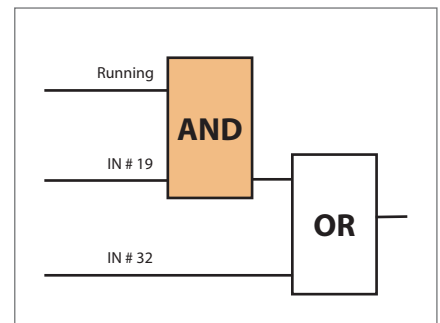 Running
AND
IN # 19
OR
IN # 32